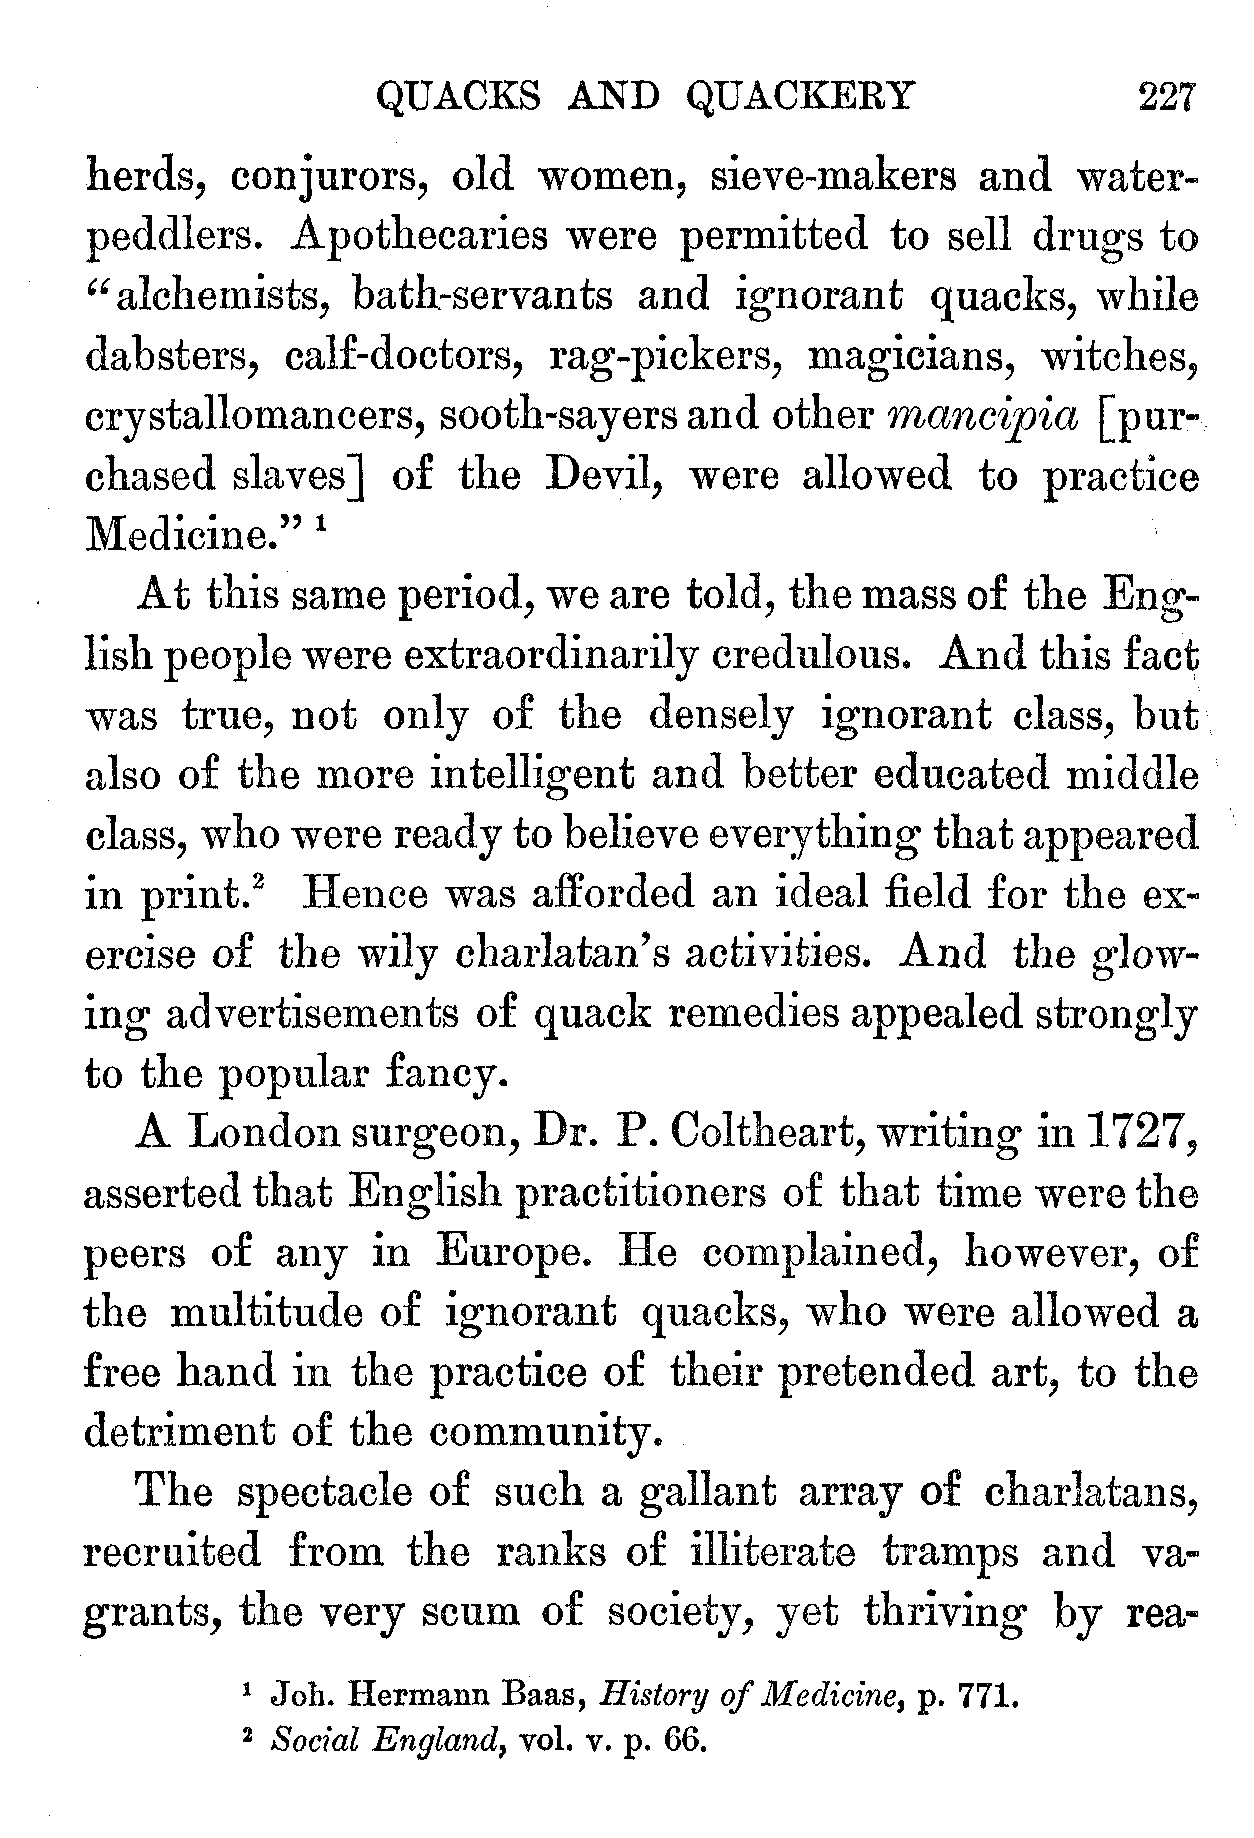 QUACKS AND QUACKERY 227
herds, conjurors, old women, sieve-makers and water-
peddlers. Apothecaries were permitted to sell drugs to
“alchemists, bath-servants and ignorant quacks, while
dabsters, calf-doctors, rag-pickers, magicians, witches,
crystallomancers, sooth-sayers and other mancipia [pur-
chased slaves] of the Devil, were allowed to practice
Medicine.” ¹
At this same period, we are told, the mass of the Eng-
lish people were extraordinarily credulous. And this fact
was true, not only of the densely ignorant class, but
also of the more intelligent and better educated middle
class, who were ready to believe everything that appeared
in print.² Hence was afforded an ideal field for the ex-
ercise of the wily charlatan’s activities. And the glow-
ing advertisements of quack remedies appealed strongly
to the popular fancy.
A London surgeon, Dr. P. Coltheart, writing in 1727,
asserted that English practitioners of that time were the
peers of any in Europe. He complained, however, of
the multitude of ignorant quacks, who were allowed a
free hand in the practice of their pretended art, to the
detriment of the community.
The spectacle of such a gallant array of charlatans,
recruited from the ranks of illiterate tramps and va-
grants, the very scum of society, yet thriving by rea-
¹ Joh. Hermann Baas, History of Medicine, p. 771.
² Social England, vol. v. p. 66.